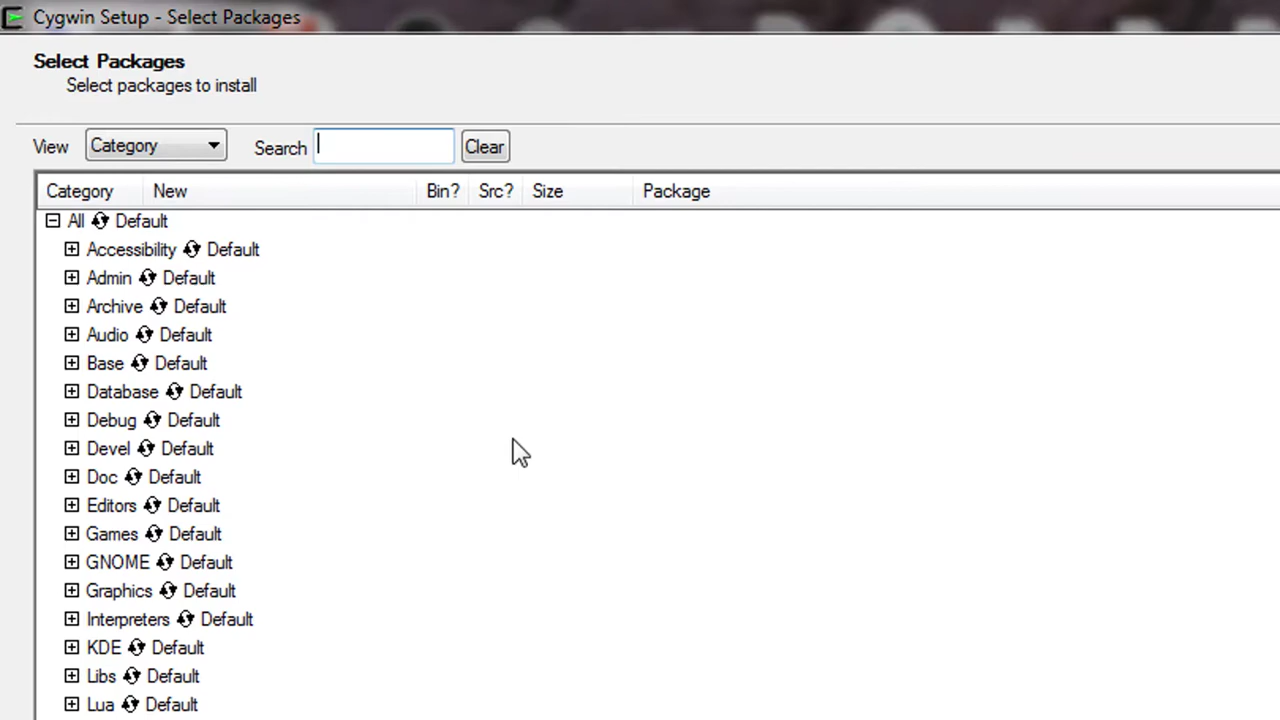 Cygwin Setup - Select Packages
Select Packages
Select packages to install
View Category Search Clear
Category New Bin? Src? Size Package
All Default
Accessibility Default
Admin Default
Archive Default
Audio Default
Base Default
Database Default
Debug Default
Devel Default
Doc Default
Editors Default
Games Default
GNOME Default
Graphics Default
Interpreters Default
KDE Default
Libs Default
Lua Default